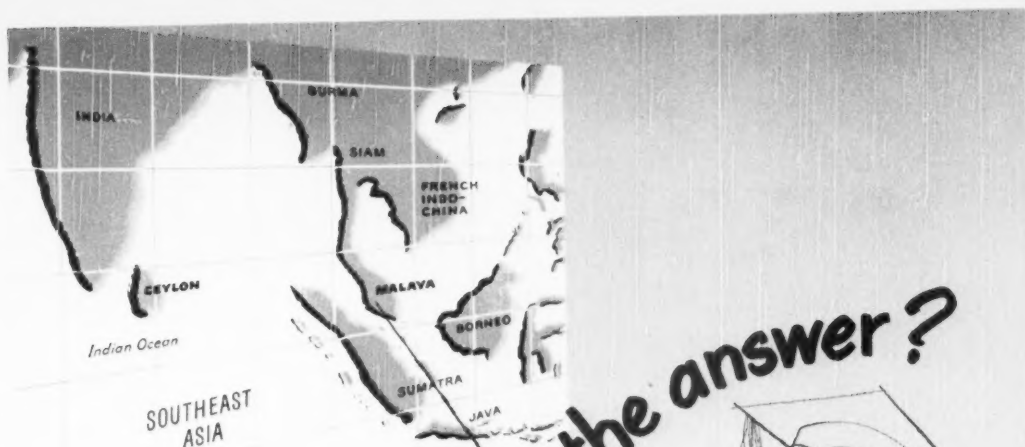 INDIA
BURMA
SIAM
FRENCH
INDO-
CHINA
CEYLON
MALAYA
BORNEO
Indian Ocean
SUMATRA
JAVA
SOUTHEAST
ASIA
the answer?